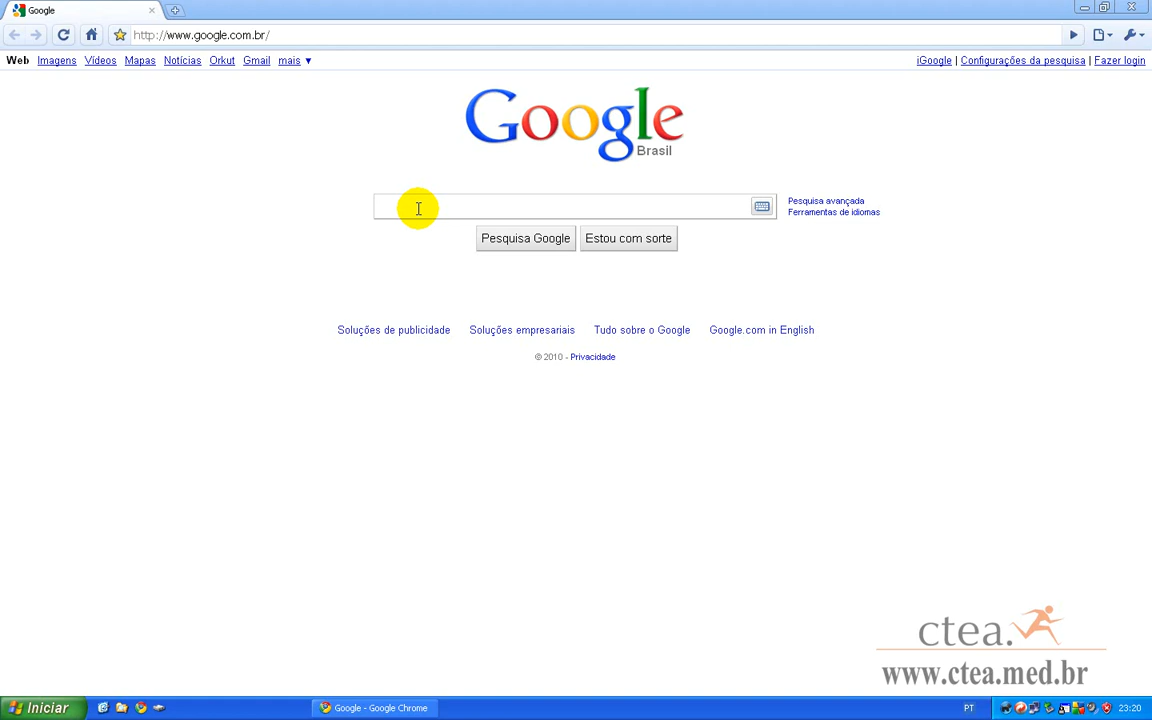 Google
http://www.google.com.br/
Web Imagens Vídeos Mapas Notícias Orkut Gmail mais ▼
iGoogle | Configurações da pesquisa | Fazer login
Google
Brasil
Pesquisa avançada
Ferramentas de idiomas
Pesquisa Google
Estou com sorte
Soluções de publicidade Soluções empresariais Tudo sobre o Google Google.com in English
© 2010 - Privacidade
ctea.
www.ctea.med.br
Iniciar
Google - Google Chrome
PT
23:20